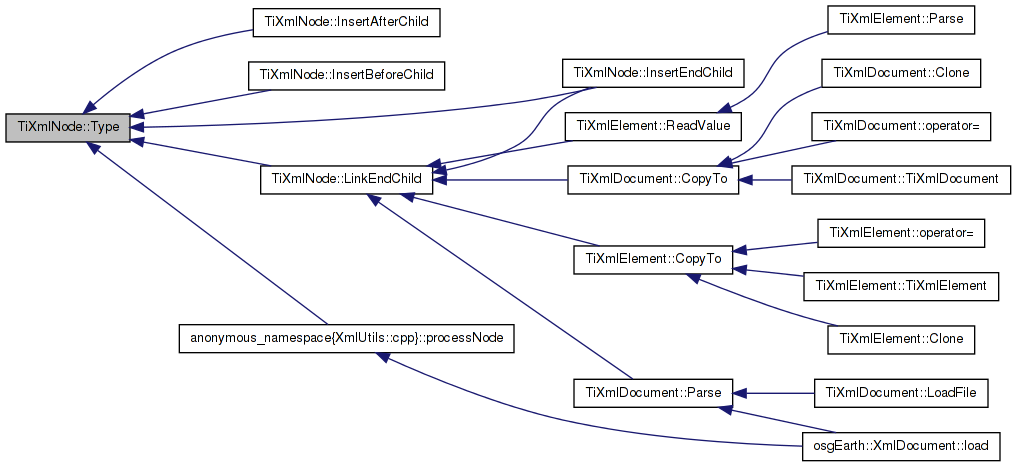 TiXmlNode::Type
TiXmlNode::InsertAfterChild
TiXmlNode::InsertBeforeChild
TiXmlNode::LinkEndChild
anonymous_namespace{XmlUtils::cpp}::processNode
TiXmlNode::InsertEndChild
TiXmlElement::ReadValue
TiXmlDocument::CopyTo
TiXmlElement::CopyTo
TiXmlDocument::Parse
TiXmlElement::Parse
TiXmlDocument::Clone
TiXmlDocument::operator=
TiXmlDocument::TiXmlDocument
TiXmlElement::operator=
TiXmlElement::TiXmlElement
TiXmlElement::Clone
TiXmlDocument::LoadFile
osgEarth::XmlDocument::load